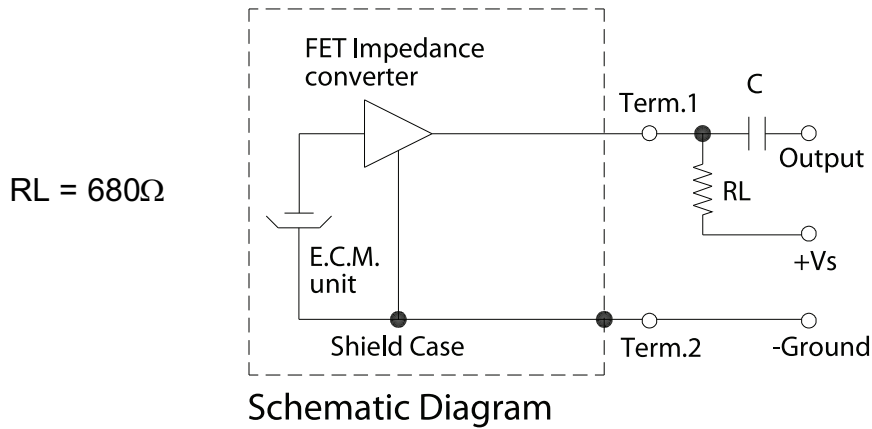 FET Impedance
converter
Term.1
C
Output
RL = 680Ω
RL
E.C.M.
unit
+Vs
Shield Case
Term.2
-Ground
Schematic Diagram